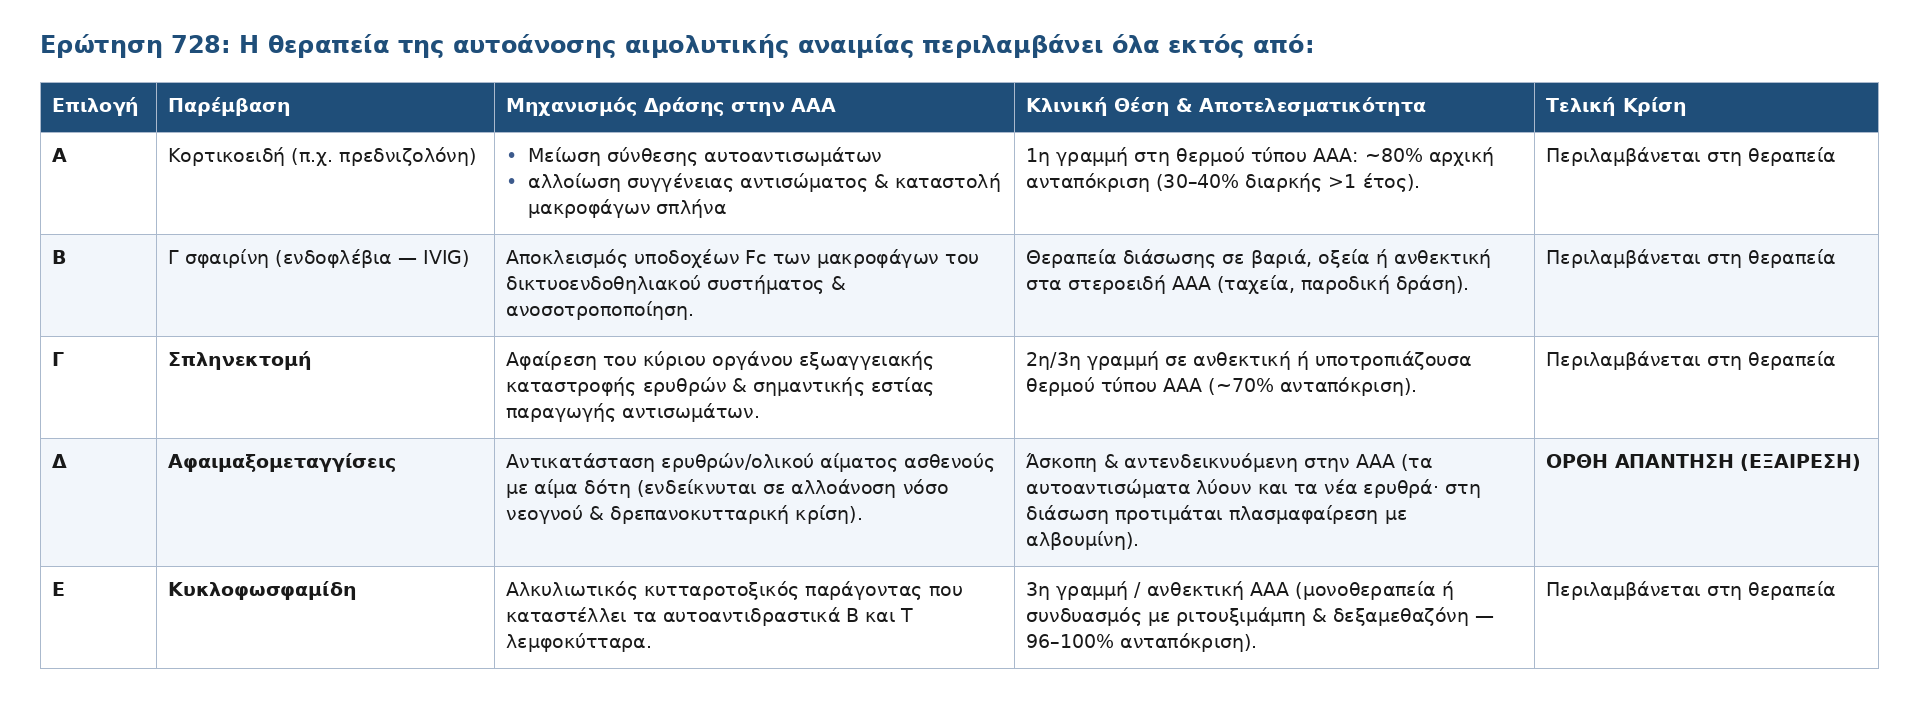 Ερώτηση 728: Η θεραπεία της αυτοάνοσης αιμολυτικής αναιμίας περιλαμβάνει όλα εκτός από:
Επιλογή
Παρέμβαση
Μηχανισμός Δράσης στην ΑΑΑ
Κλινική Θέση & Αποτελεσματικότητα
Τελική Κρίση
Α
Κορτικοειδή (π.χ. πρεδνιζολόνη)
• Μείωση σύνθεσης αυτοαντισωμάτων
• αλλοίωση συγγένειας αντισώματος & καταστολή
μακροφάγων σπλήνα
1η γραμμή στη θερμού τύπου ΑΑΑ: ~80% αρχική
ανταπόκριση (30–40% διαρκής >1 έτος).
Περιλαμβάνεται στη θεραπεία
Β
Γ σφαιρίνη (ενδοφλέβια — IVIG)
Αποκλεισμός υποδοχέων Fc των μακροφάγων του
δικτυοενδοθηλιακού συστήματος &
ανοσοτροποποίηση.
Θεραπεία διάσωσης σε βαριά, οξεία ή ανθεκτική
στα στεροειδή ΑΑΑ (ταχεία, παροδική δράση).
Περιλαμβάνεται στη θεραπεία
Γ
Σπληνεκτομή
Αφαίρεση του κύριου οργάνου εξωαγγειακής
καταστροφής ερυθρών & σημαντικής εστίας
παραγωγής αντισωμάτων.
2η/3η γραμμή σε ανθεκτική ή υποτροπιάζουσα
θερμού τύπου ΑΑΑ (~70% ανταπόκριση).
Περιλαμβάνεται στη θεραπεία
Δ
Αφαιμαξομεταγγίσεις
Αντικατάσταση ερυθρών/ολικού αίματος ασθενούς
με αίμα δότη (ενδείκνυται σε αλλοάνοση νόσο
νεογνού & δρεπανοκυτταρική κρίση).
Άσκοπη & αντενδεικνυόμενη στην ΑΑΑ (τα
αυτοαντισώματα λύουν και τα νέα ερυθρά· στη
διάσωση προτιμάται πλασμαφαίρεση με
αλβουμίνη).
ΟΡΘΗ ΑΠΑΝΤΗΣΗ (ΕΞΑΙΡΕΣΗ)
Ε
Κυκλοφωσφαμίδη
Αλκυλιωτικός κυτταροτοξικός παράγοντας που
καταστέλλει τα αυτοαντιδραστικά Β και Τ
λεμφοκύτταρα.
3η γραμμή / ανθεκτική ΑΑΑ (μονοθεραπεία ή
συνδυασμός με ριτουξιμάμπη & δεξαμεθαζόνη —
96–100% ανταπόκριση).
Περιλαμβάνεται στη θεραπεία